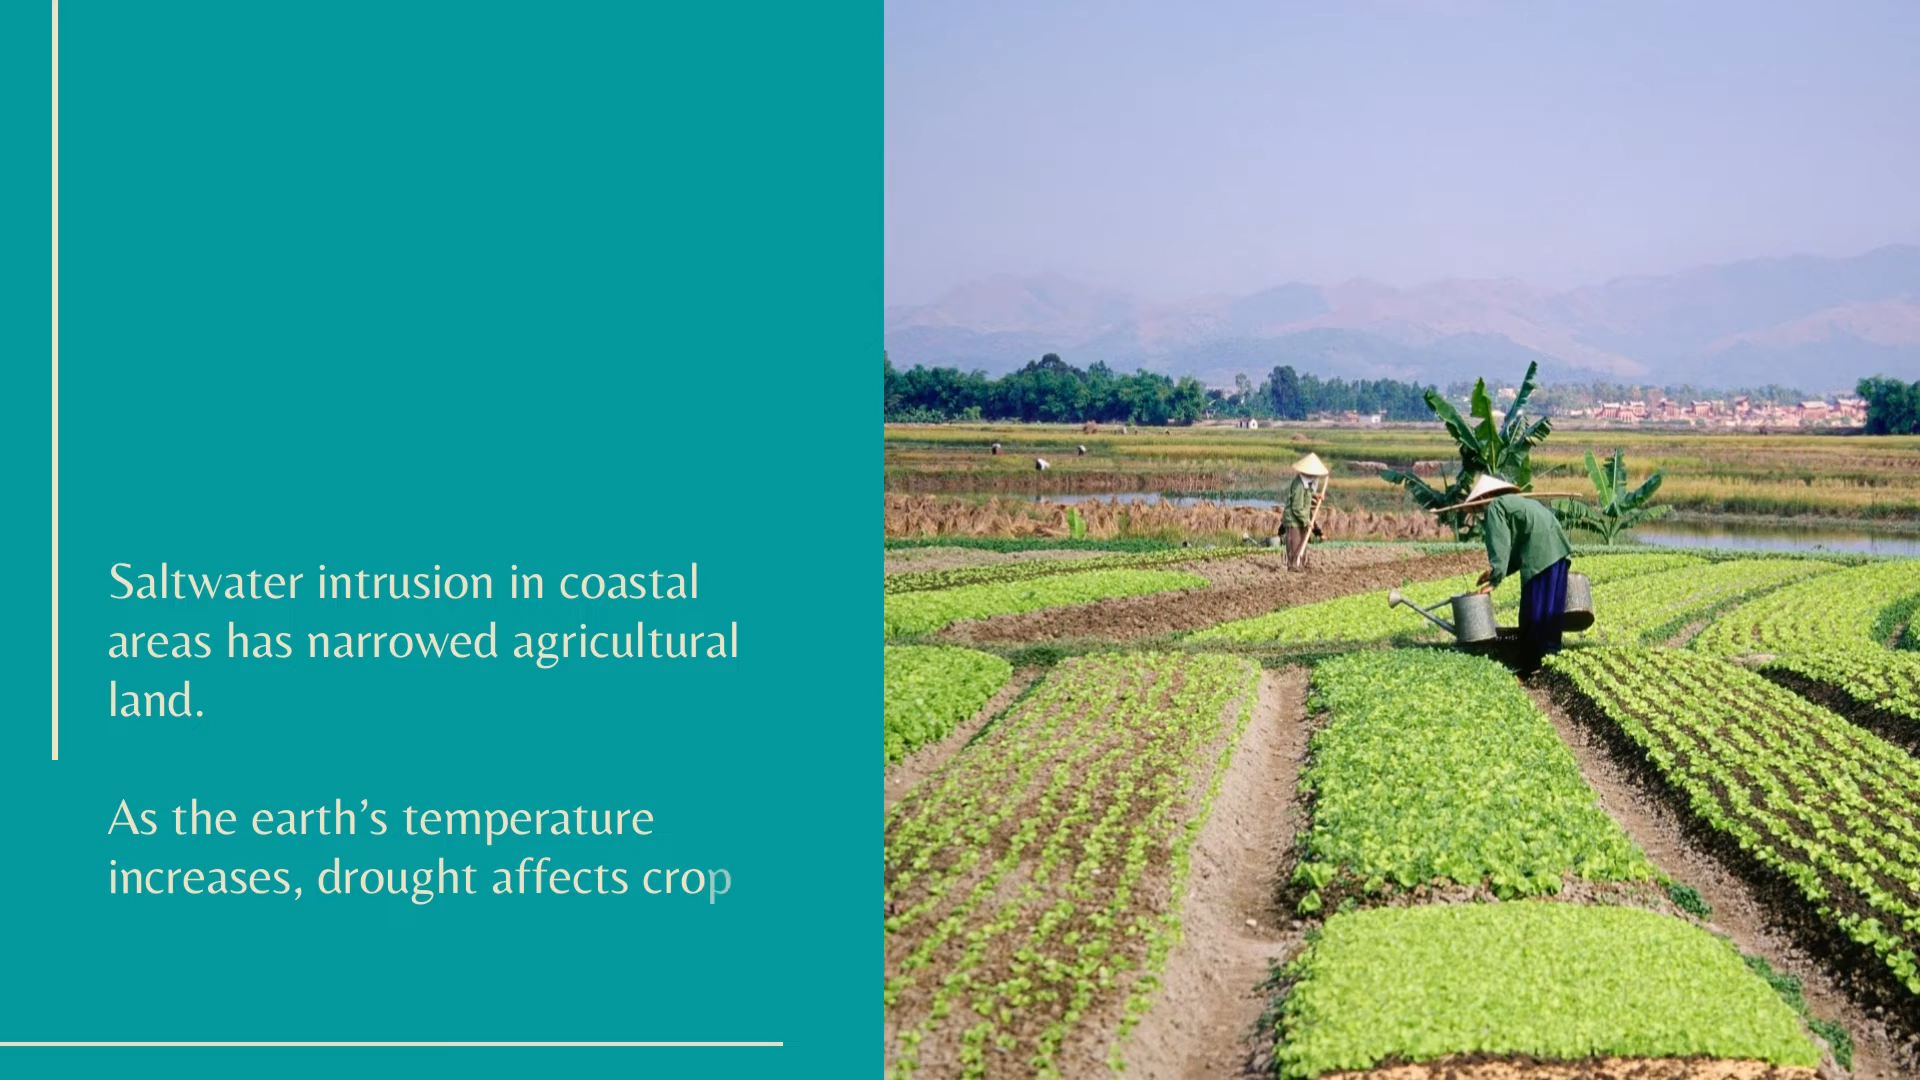 Saltwater intrusion in coastal
areas has narrowed agricultural
land.
As the earth’s temperature
increases, drought affects crop